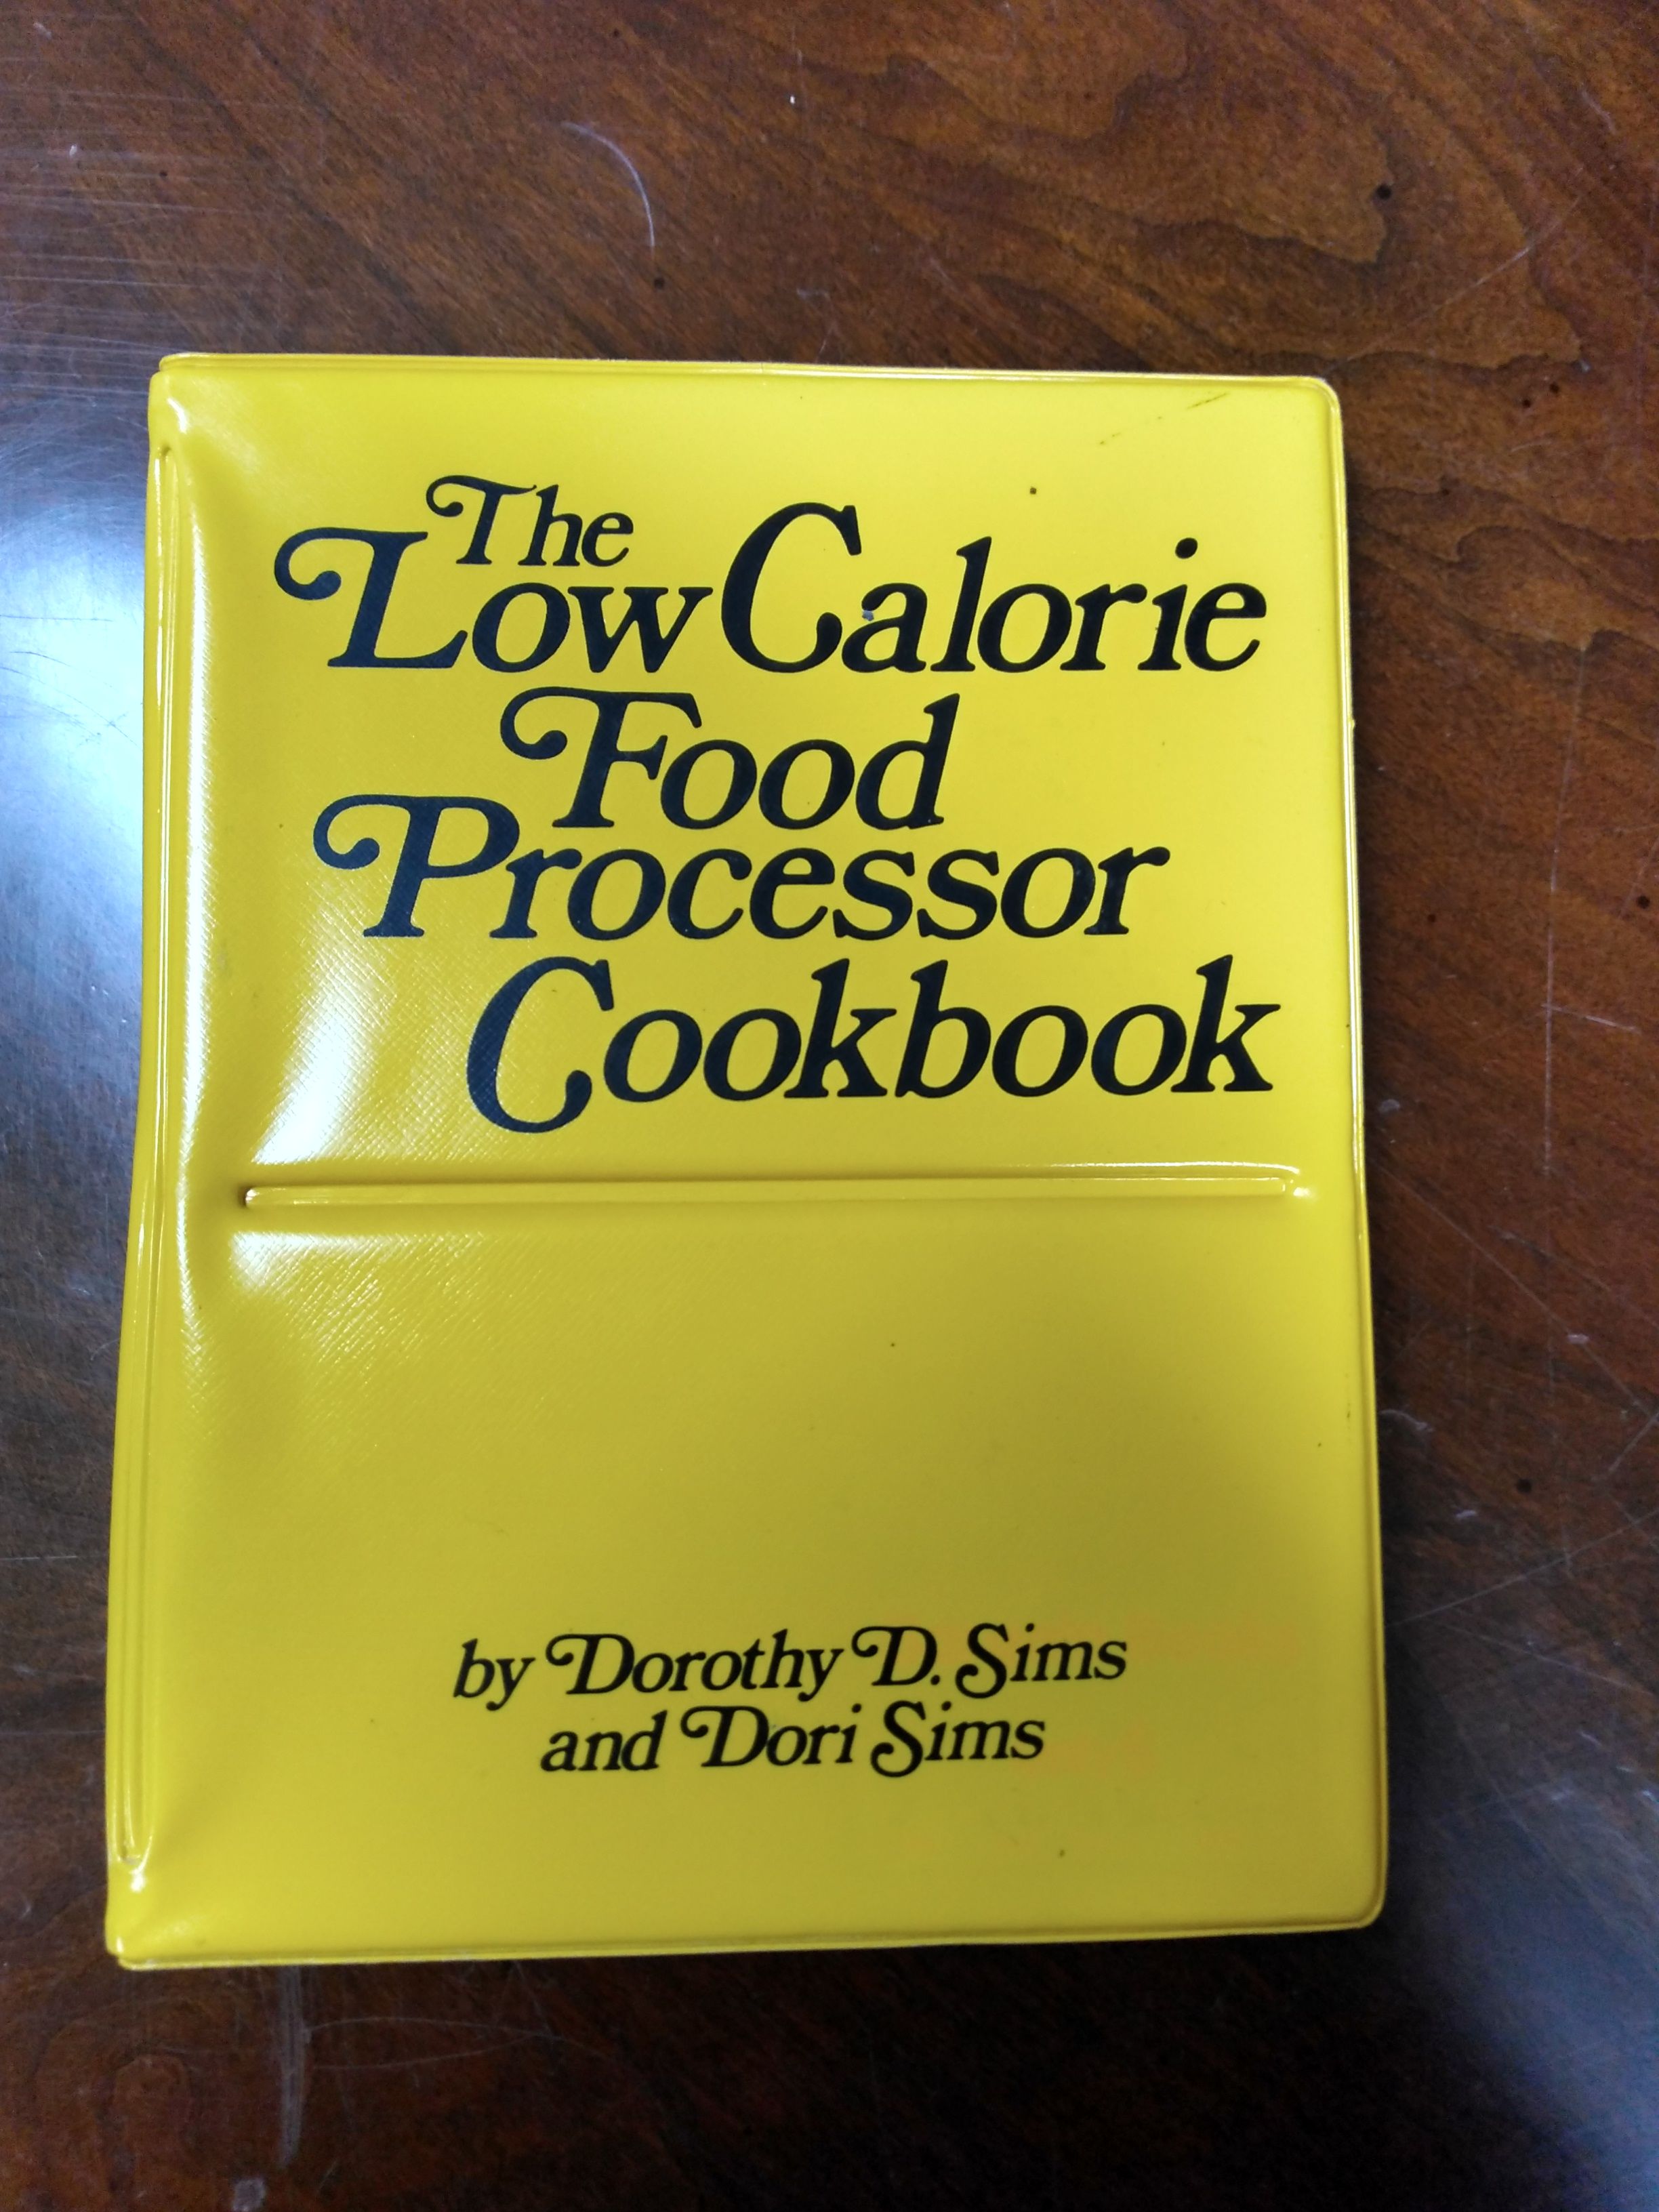 The
Low Calorie
Food
Processor
Cookbook
by Dorothy D. Sims
and Dori Sims